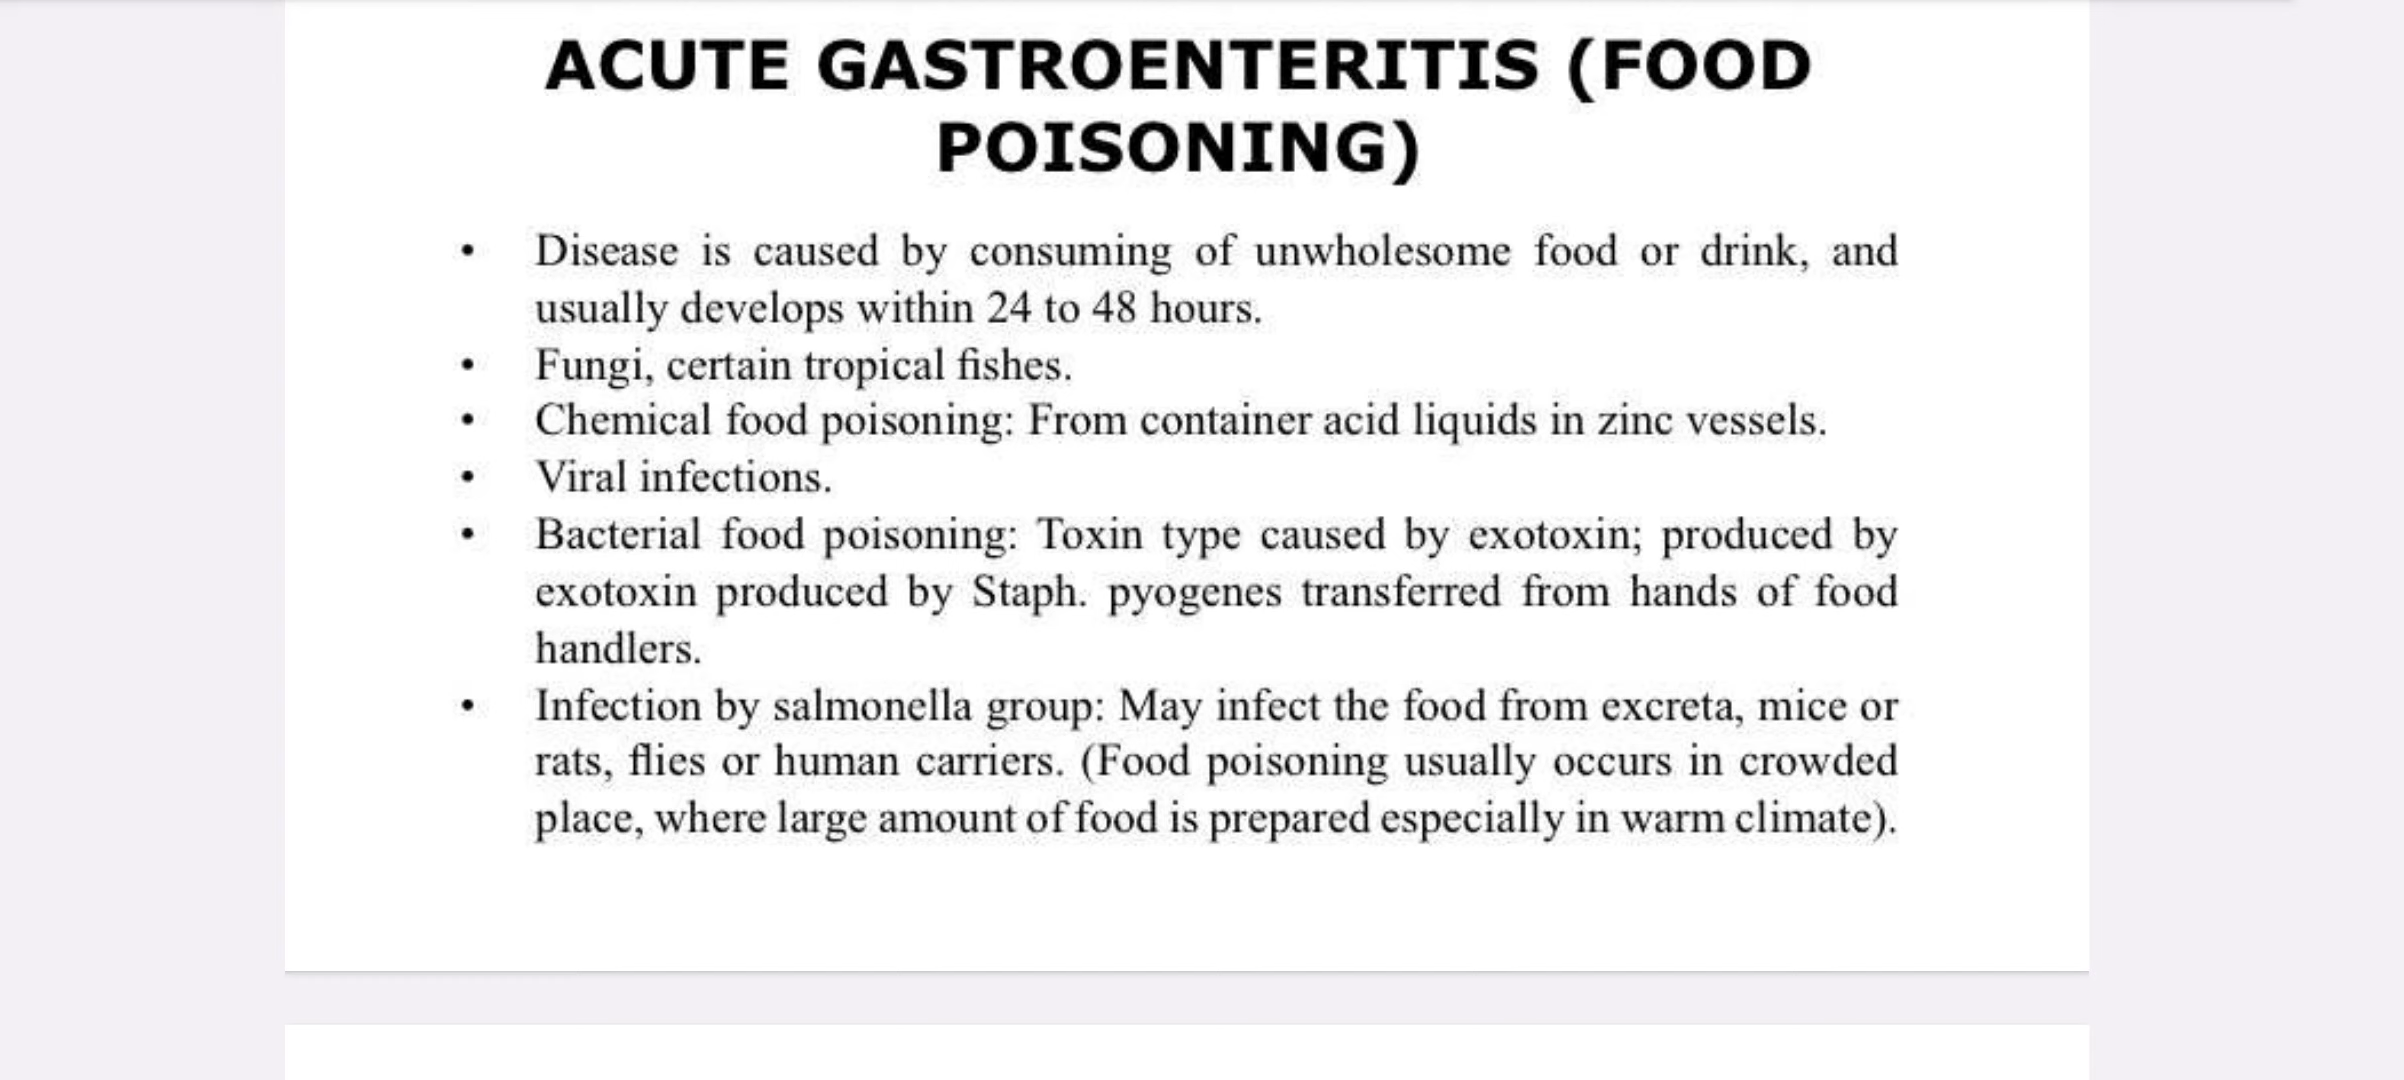 ACUTE GASTROENTERITIS (FOOD
POISONING)
• Disease is caused by consuming of unwholesome food or drink, and
usually develops within 24 to 48 hours.
• Fungi, certain tropical fishes.
• Chemical food poisoning: From container acid liquids in zinc vessels.
• Viral infections.
• Bacterial food poisoning: Toxin type caused by exotoxin; produced by
exotoxin produced by Staph. pyogenes transferred from hands of food
handlers.
• Infection by salmonella group: May infect the food from excreta, mice or
rats, flies or human carriers. (Food poisoning usually occurs in crowded
place, where large amount of food is prepared especially in warm climate).